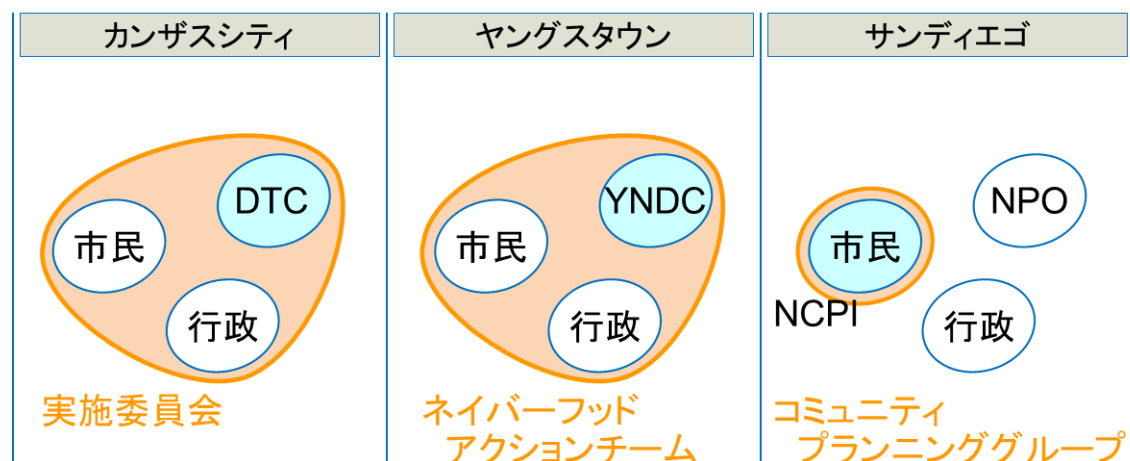 カンザスシティ
DTC
市民
行政
実施委員会
ヤングスタウン
YNDC
市民
行政
ネイバーフッド
アクションチーム
サンディエゴ
NPO
市民
NCPI
行政
コミュニティ
プランニンググループ